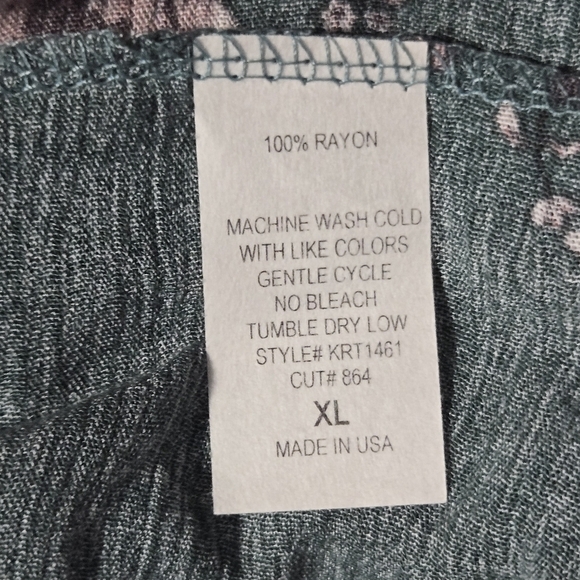 100% RAYON
MACHINE WASH COLD
WITH LIKE COLORS
GENTLE CYCLE
NO BLEACH
TUMBLE DRY LOW
STYLE# KRT1461
CUT# 864
XL
MADE IN USA